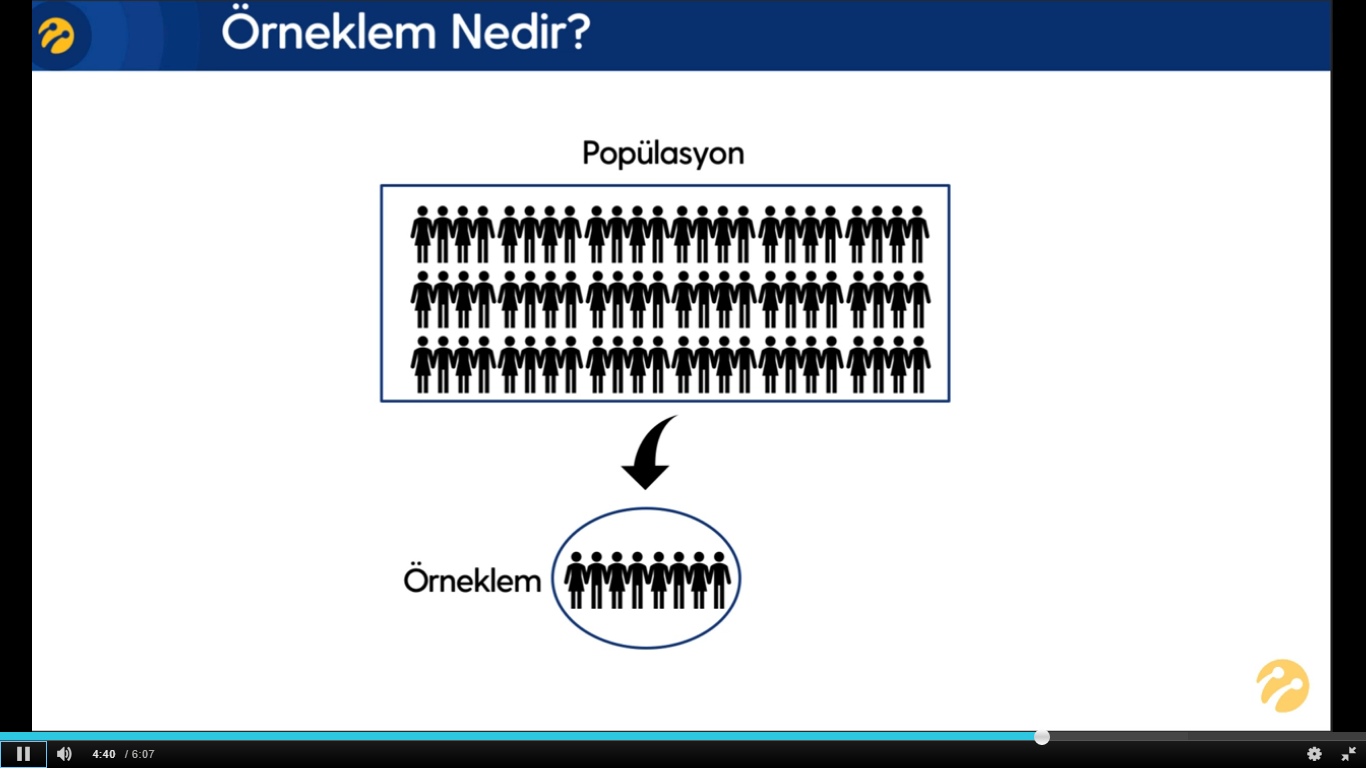 Örneklem Nedir?
Popülasyon
Örneklem
4:40 / 6:07